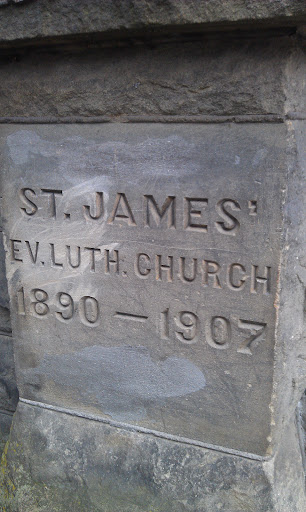 ST. JAMES'
EV. LUTH. CHURCH
1890 — 1907